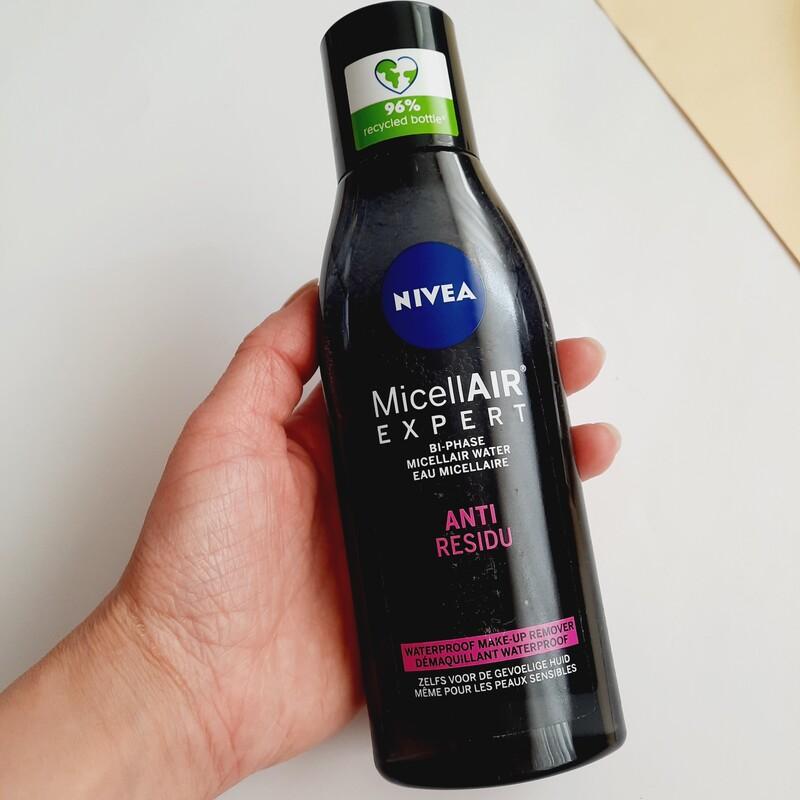 96%
recycled bottle*
NIVEA
MicellAIR®
EXPERT
BI-PHASE
MICELLAIR WATER
EAU MICELLAIRE
ANTI
RÉSIDU
WATERPROOF MAKE-UP REMOVER
DÉMAQUILLANT WATERPROOF
ZELFS VOOR DE GEVOELIGE HUID
MÊME POUR LES PEAUX SENSIBLES